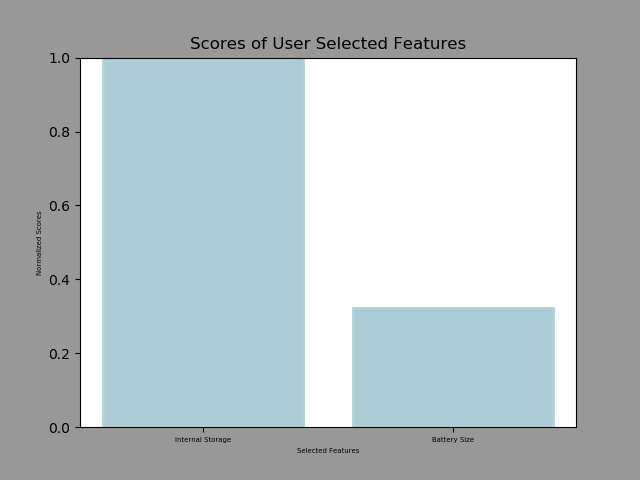 Scores of User Selected Features
1.0
0.8
0.6
0.4
0.2
0.0
Normalized Scores
Internal Storage
Battery Size
Selected Features